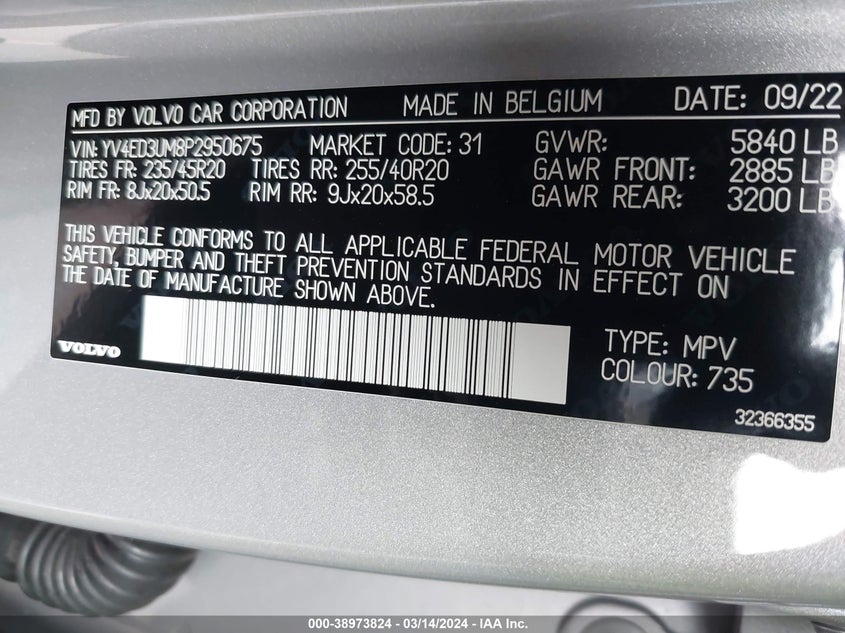 MFD BY VOLVO CAR CORPORATION MADE IN BELGIUM DATE: 09/22
VIN: YV4ED3UM8P2950675 MARKET CODE: 31 GVWR: 5840 LB
TIRES FR: 235/45R20 TIRES RR: 255/40R20 GAWR FRONT: 2885 LB
RIM FR: 8Jx20x50.5 RIM RR: 9Jx20x58.5 GAWR REAR: 3200 LB
THIS VEHICLE CONFORMS TO ALL APPLICABLE FEDERAL MOTOR VEHICLE
SAFETY, BUMPER AND THEFT PREVENTION STANDARDS IN EFFECT ON
THE DATE OF MANUFACTURE SHOWN ABOVE.
VOLVO
TYPE: MPV
COLOUR: 735
32366355
000-38973824 - 03/14/2024 - IAA Inc.